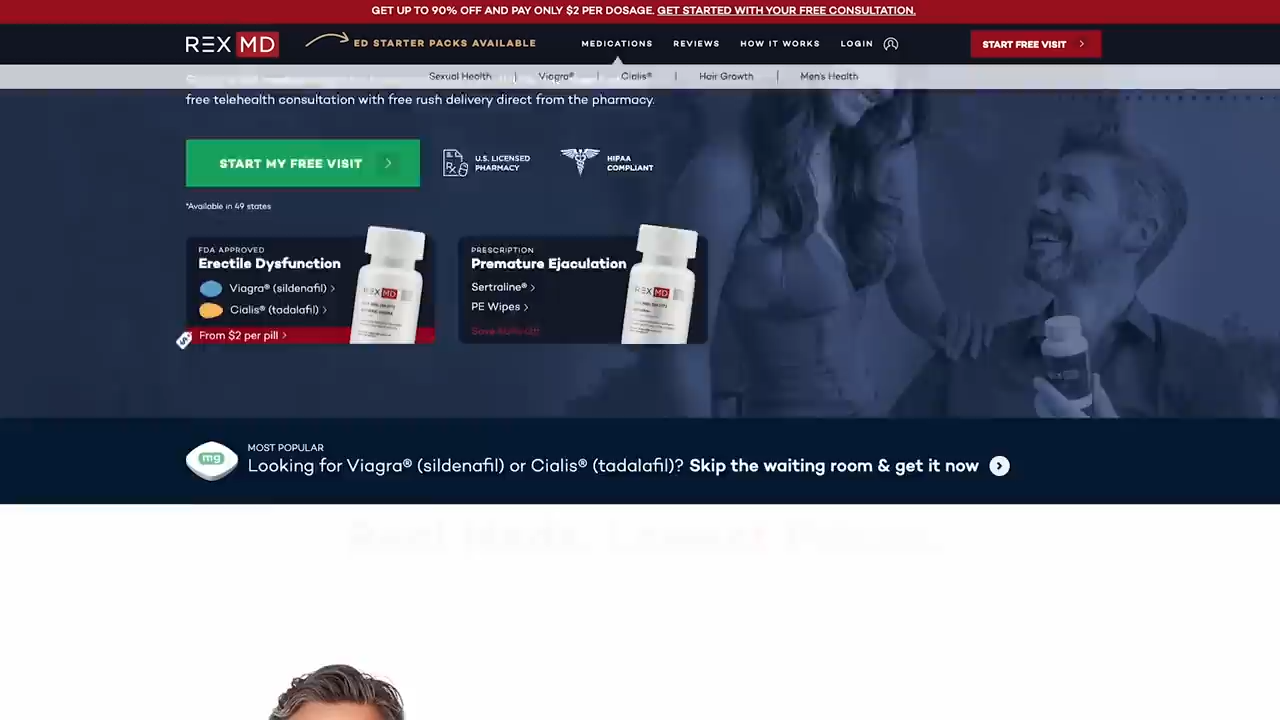 GET UP TO 90% OFF AND PAY ONLY $2 PER DOSAGE. GET STARTED WITH YOUR FREE CONSULTATION.
REX MD
ED STARTER PACKS AVAILABLE
MEDICATIONS
REVIEWS
HOW IT WORKS
LOGIN
START FREE VISIT
Sexual Health | Viagra® | Cialis® | Hair Growth | Men's Health
free telehealth consultation with free rush delivery direct from the pharmacy.
START MY FREE VISIT
U.S. LICENSED
PHARMACY
HIPAA
COMPLIANT
*Available in 49 states
FDA APPROVED
Erectile Dysfunction
Viagra® (sildenafil)
Cialis® (tadalafil)
From $2 per pill
REX MD
PRESCRIPTION
Premature Ejaculation
Sertraline®
PE Wipes
REX MD
MOST POPULAR
mg
Looking for Viagra® (sildenafil) or Cialis® (tadalafil)? Skip the waiting room & get it now